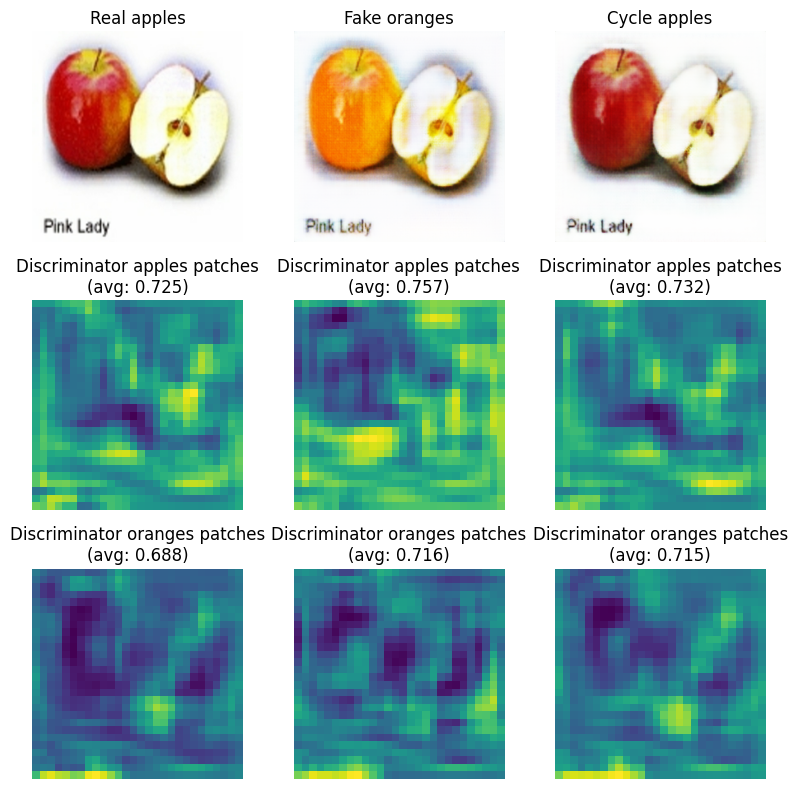 Real apples
Fake oranges
Cycle apples
Pink Lady
Pink Lady
Pink Lady
Discriminator apples patches
(avg: 0.725)
Discriminator apples patches
(avg: 0.757)
Discriminator apples patches
(avg: 0.732)
Discriminator oranges patches
(avg: 0.688)
Discriminator oranges patches
(avg: 0.716)
Discriminator oranges patches
(avg: 0.715)